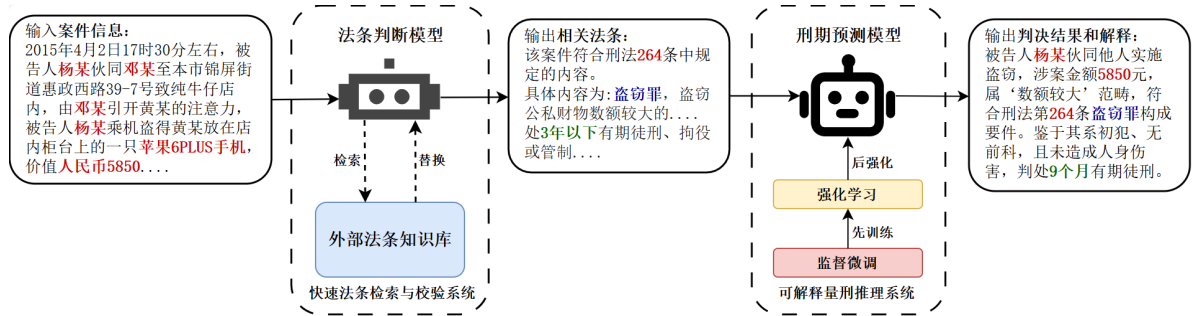 输入案件信息：
2015年4月2日17时30分左右，被
告人杨某伙同邓某至本市锦屏街
道惠政西路39-7号致纯牛仔店
内，由邓某引开黄某的注意力，
被告人杨某乘机盗得黄某放在店
内柜台上的一只苹果6PLUS手机，
价值人民币5850....
法条判断模型
检索
替换
外部法条知识库
快速法条检索与校验系统
输出相关法条：
该案件符合刑法264条中规
定的内容。
具体内容为:盗窃罪，盗窃
公私财物数额较大的....
处3年以下有期徒刑、拘役
或管制....
刑期预测模型
后强化
强化学习
先训练
监督微调
可解释量刑推理系统
输出判决结果和解释：
被告人杨某伙同他人实施
盗窃，涉案金额5850元，
属‘数额较大’范畴，符
合刑法第264条盗窃罪构成
要件。鉴于其系初犯、无
前科，且未造成人身伤
害，判处9个月有期徒刑。